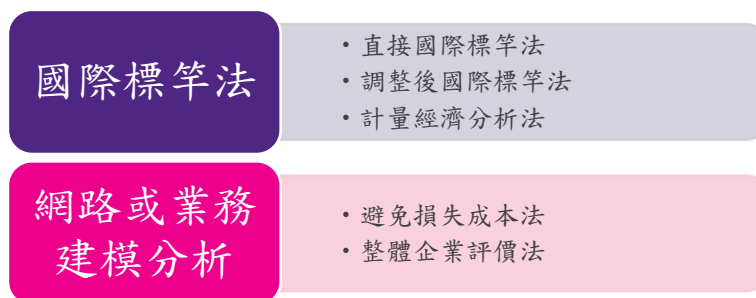 國際標竿法
• 直接國際標竿法
• 調整後國際標竿法
• 計量經濟分析法
網路或業務
建模分析
• 避免損失成本法
• 整體企業評價法